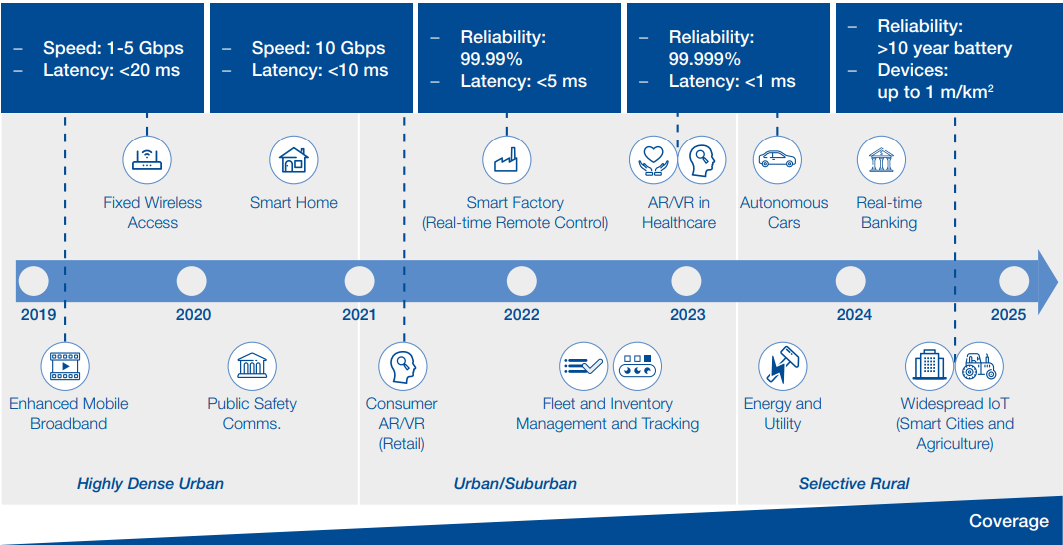 – Speed: 1-5 Gbps
– Latency: <20 ms
– Speed: 10 Gbps
– Latency: <10 ms
– Reliability:
99.99%
– Latency: <5 ms
– Reliability:
99.999%
– Latency: <1 ms
– Reliability:
>10 year battery
– Devices:
up to 1 m/km²
Fixed Wireless
Access
Smart Home
Smart Factory
(Real-time Remote Control)
AR/VR in
Healthcare
Autonomous
Cars
Real-time
Banking
2019
2020
2021
2022
2023
2024
2025
Enhanced Mobile
Broadband
Public Safety
Comms.
Consumer
AR/VR
(Retail)
Fleet and Inventory
Management and Tracking
Energy and
Utility
Widespread IoT
(Smart Cities and
Agriculture)
Highly Dense Urban
Urban/Suburban
Selective Rural
Coverage